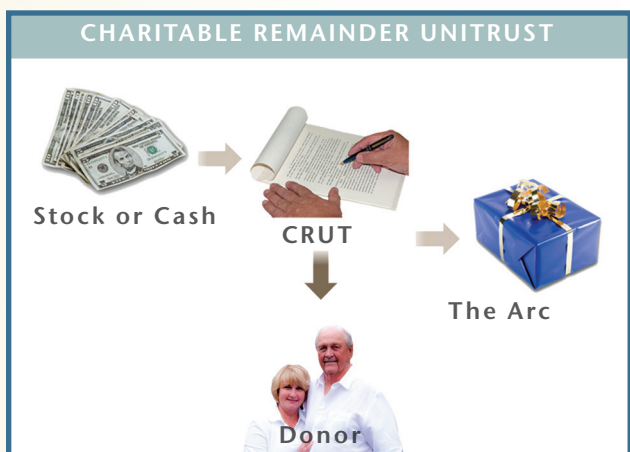 CHARITABLE REMAINDER UNITRUST
Stock or Cash
CRUT
The Arc
Donor